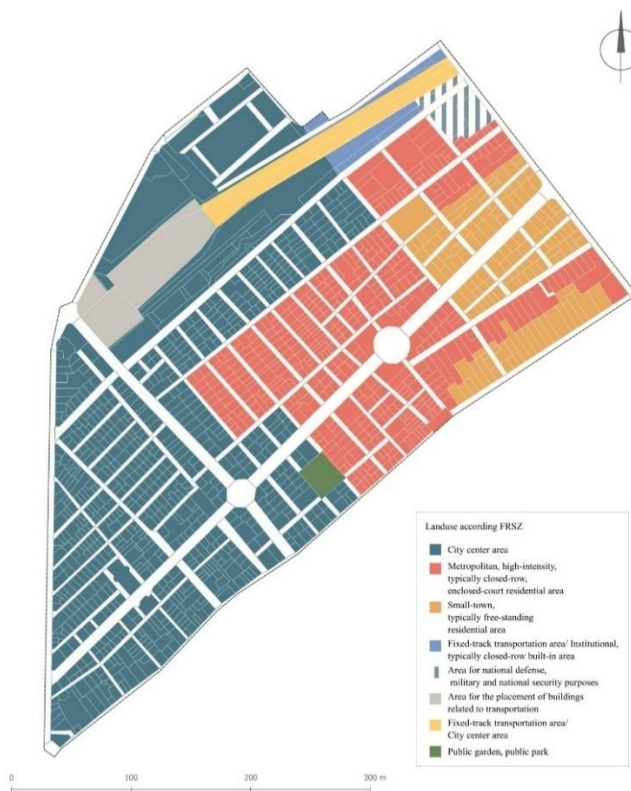 Landuse according FRSZ
City center area
Metropolitan, high-intensity,
typically closed-row,
enclosed-court residential area
Small-town,
typically free-standing
residential area
Fixed-track transportation area/ Institutional,
typically closed-row built-in area
Area for national defense,
military and national security purposes
Area for the placement of buildings
related to transportation
Fixed-track transportation area/
City center area
Public garden, public park
0 100 200 300 m